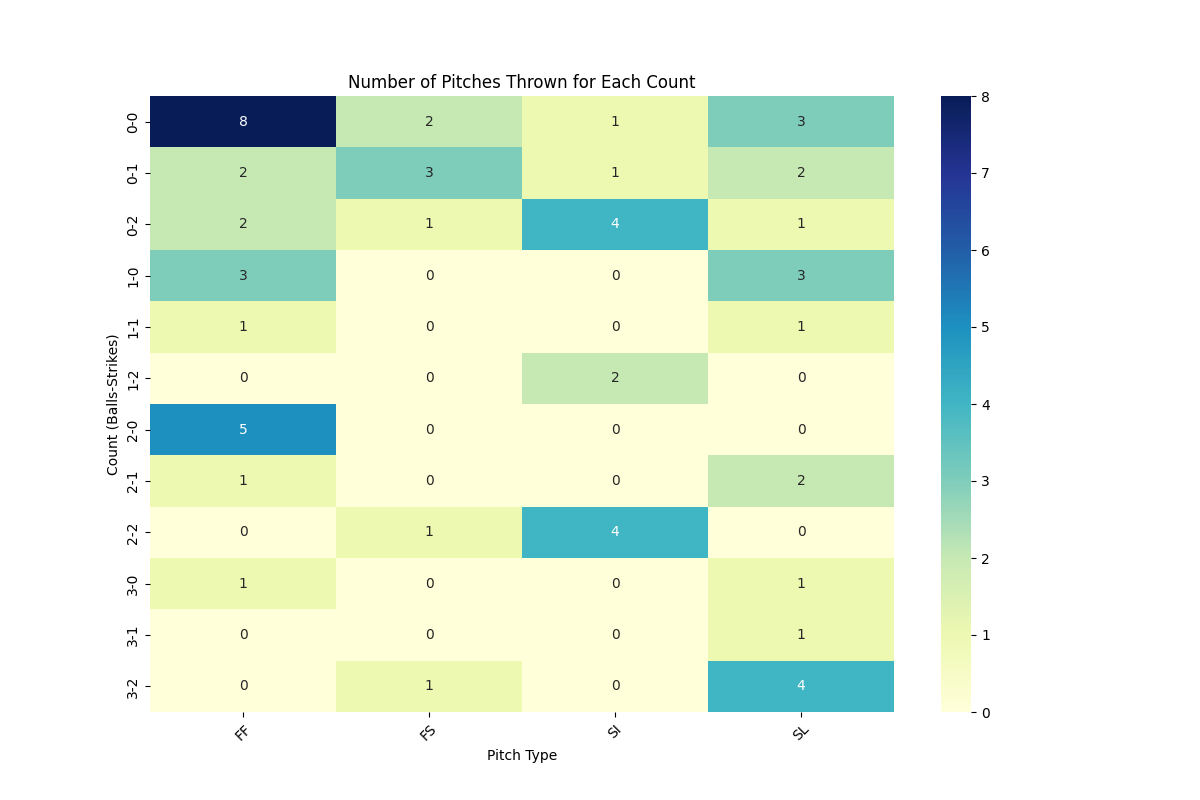 Number of Pitches Thrown for Each Count
0-0 8 2 1 3
0-1 2 3 1 2
0-2 2 1 4 1
1-0 3 0 0 3
1-1 1 0 0 1
1-2 0 0 2 0
2-0 5 0 0 0
2-1 1 0 0 2
2-2 0 1 4 0
3-0 1 0 0 1
3-1 0 0 0 1
3-2 0 1 0 4
FF FS SI SL
Pitch Type
Count (Balls-Strikes)
8
7
6
5
4
3
2
1
0